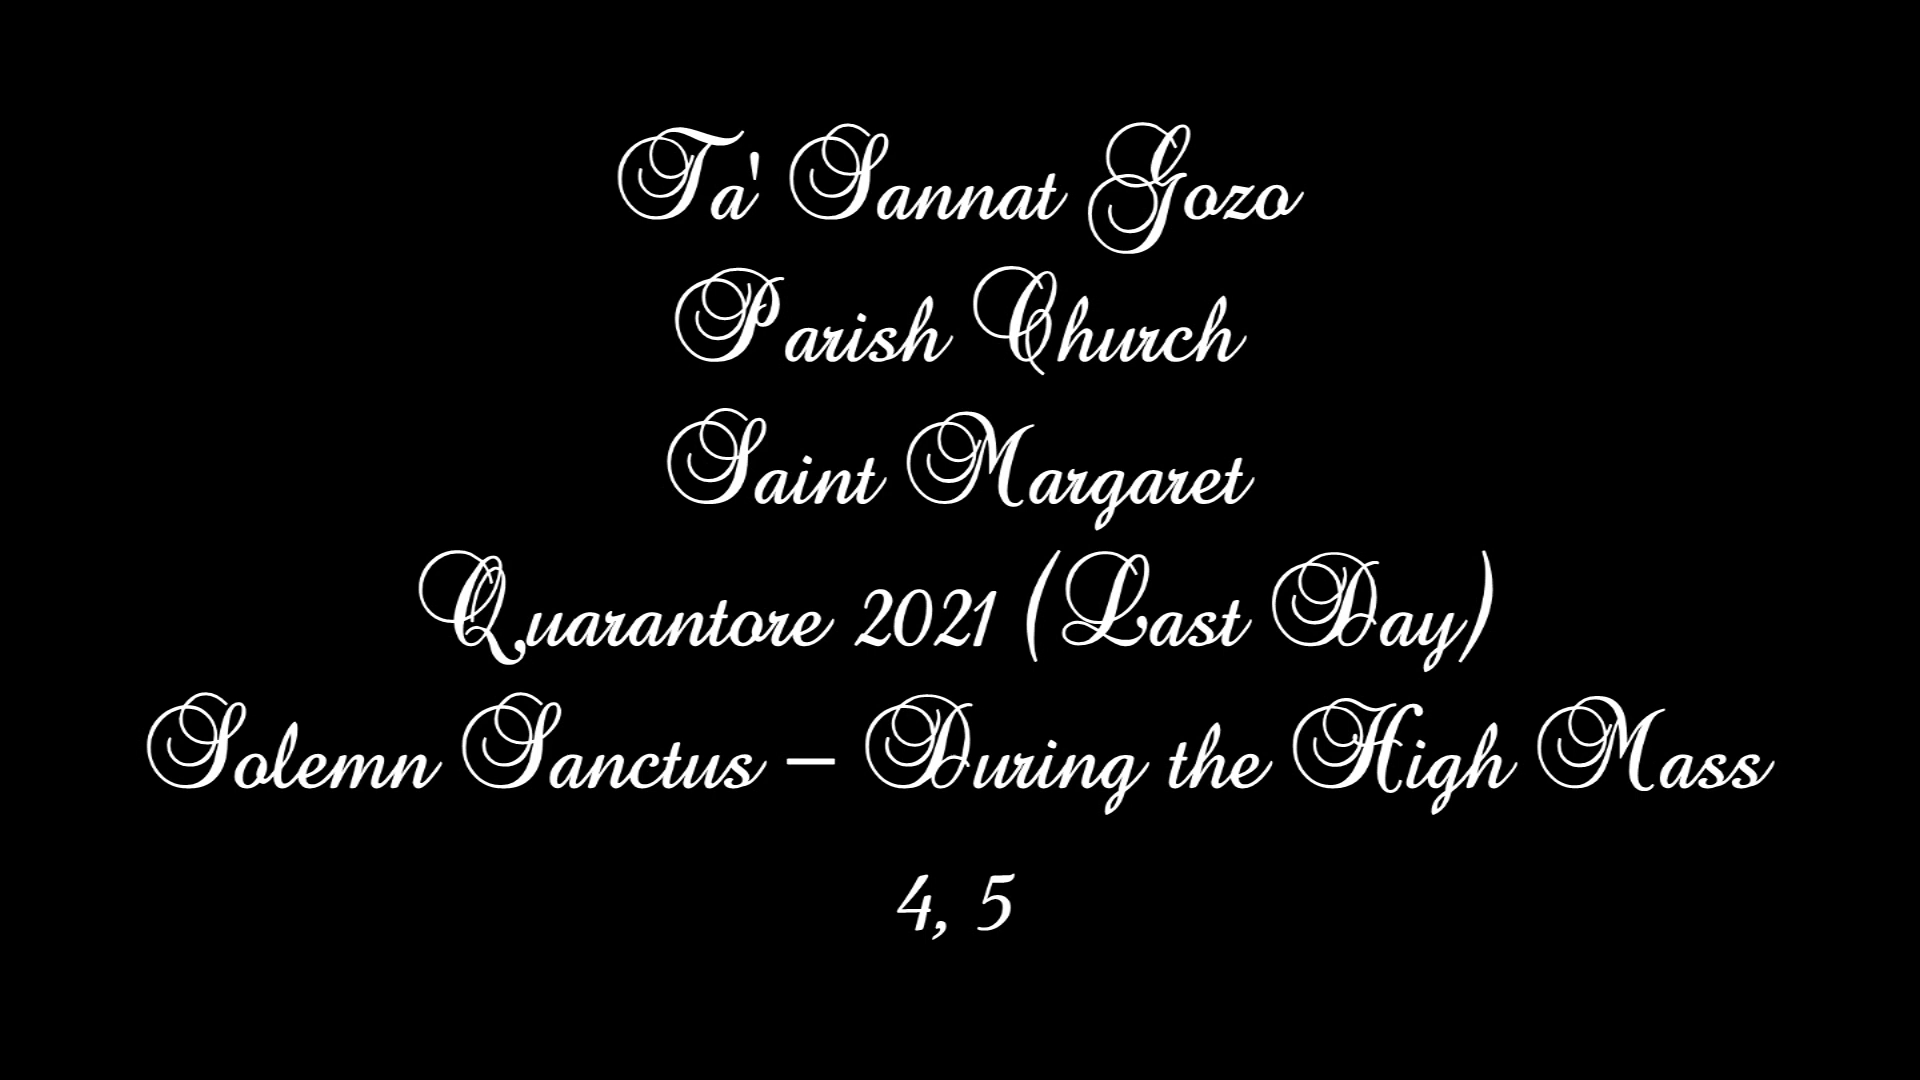 Ta' Sannat Gozo
Parish Church
Saint Margaret
Quarantore 2021 (Last Day)
Solemn Sanctus – During the High Mass
4, 5